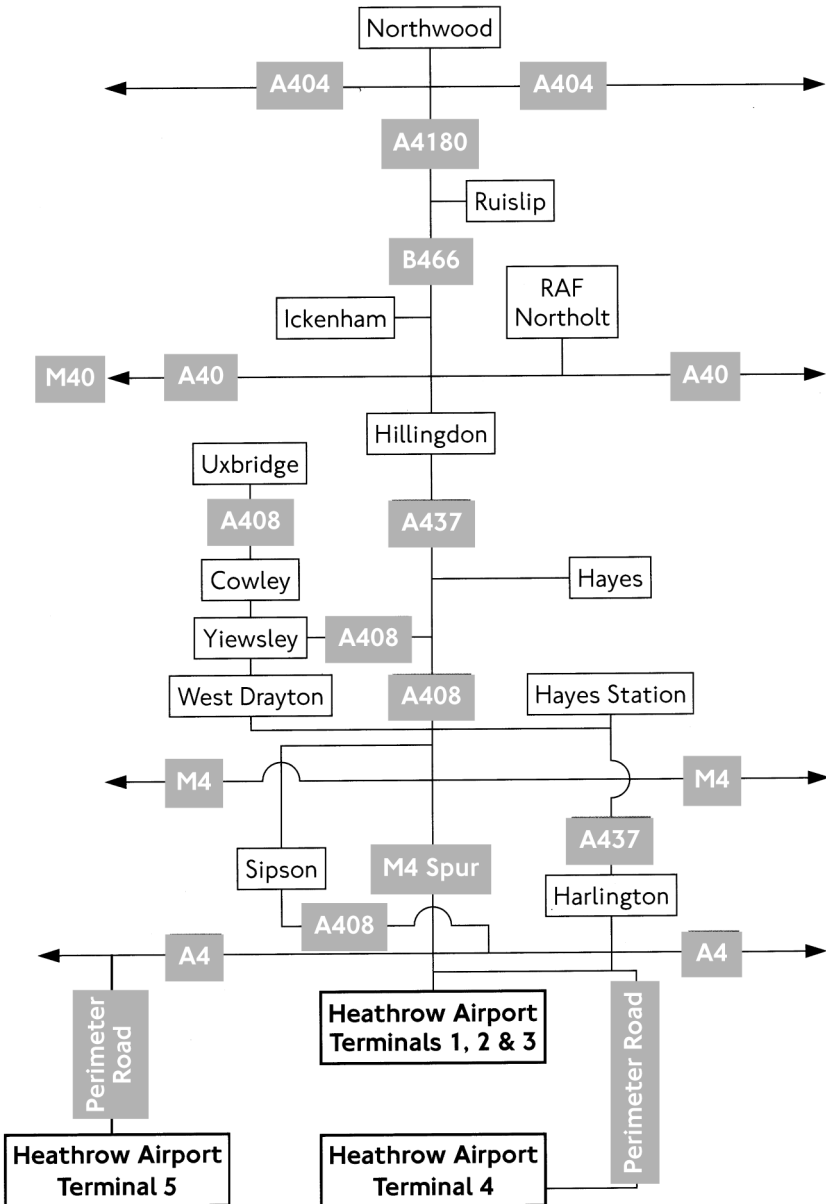 Northwood
A404
A404
A4180
Ruislip
B466
RAF
Northolt
Ickenham
M40
A40
A40
Hillingdon
Uxbridge
A408
A437
Cowley
Hayes
Yiewsley
A408
West Drayton
A408
Hayes Station
M4
M4
A437
Sipson
M4 Spur
Harlington
A408
A4
A4
Perimeter
Road
Heathrow Airport
Terminals 1, 2 & 3
Perimeter Road
Heathrow Airport
Terminal 5
Heathrow Airport
Terminal 4